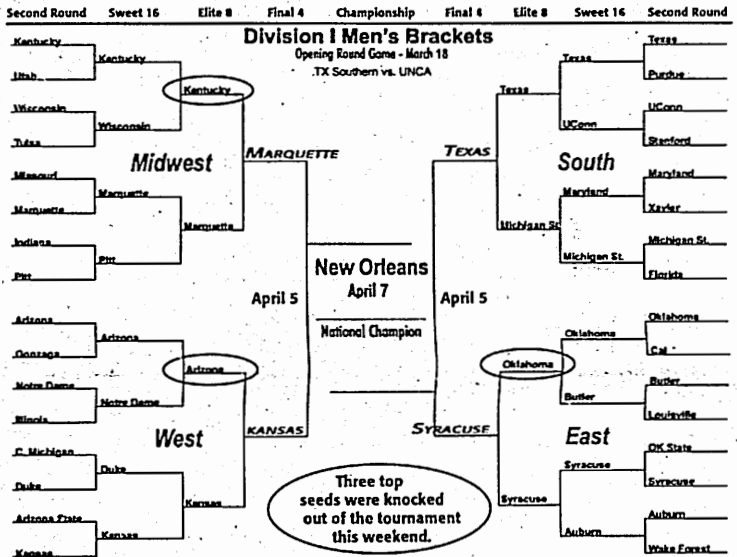 Second Round Sweet 16 Elite 8 Final 4 Championship Final 4 Elite 8 Sweet 16 Second Round
Division I Men's Brackets
Opening Round Game - March 18
TX Southern vs. UNCA
Kentucky
Utah
Wisconsin
Tulsa
Missouri
Marquette
Indiana
Pitt
Kentucky
Wisconsin
Marquette
Pitt
Kentucky
Marquette
Midwest
MARQUETTE
Arizona
Gonzaga
Notre Dame
Illinois
C. Michigan
Duke
Arizona State
Kansas
Arizona
Notre Dame
Duke
Kansas
Arizona
Kansas
West
KANSAS
April 5
New Orleans
April 7
National Champion
April 5
Three top
seeds were knocked
out of the tournament
this weekend.
TEXAS
South
Texas
Michigan St.
Texas
UConn
Maryland
Michigan St.
Texas
Purdue
UConn
Stanford
Maryland
Xavier
Michigan St.
Florida
SYRACUSE
East
Oklahoma
Syracuse
Oklahoma
Butler
Syracuse
Auburn
Oklahoma
Cal
Butler
Louisville
OK State
Syracuse
Auburn
Wake Forest